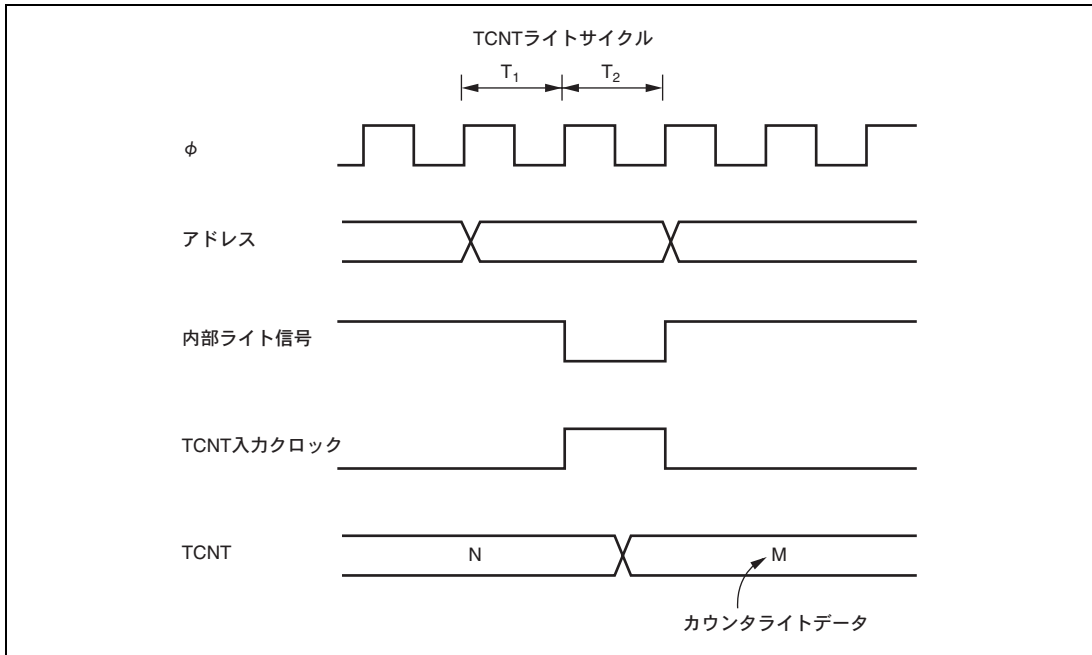 TCNTライトサイクル
T1 T2
φ
アドレス
内部ライト信号
TCNT入力クロック
TCNT N M
カウンタライトデータ